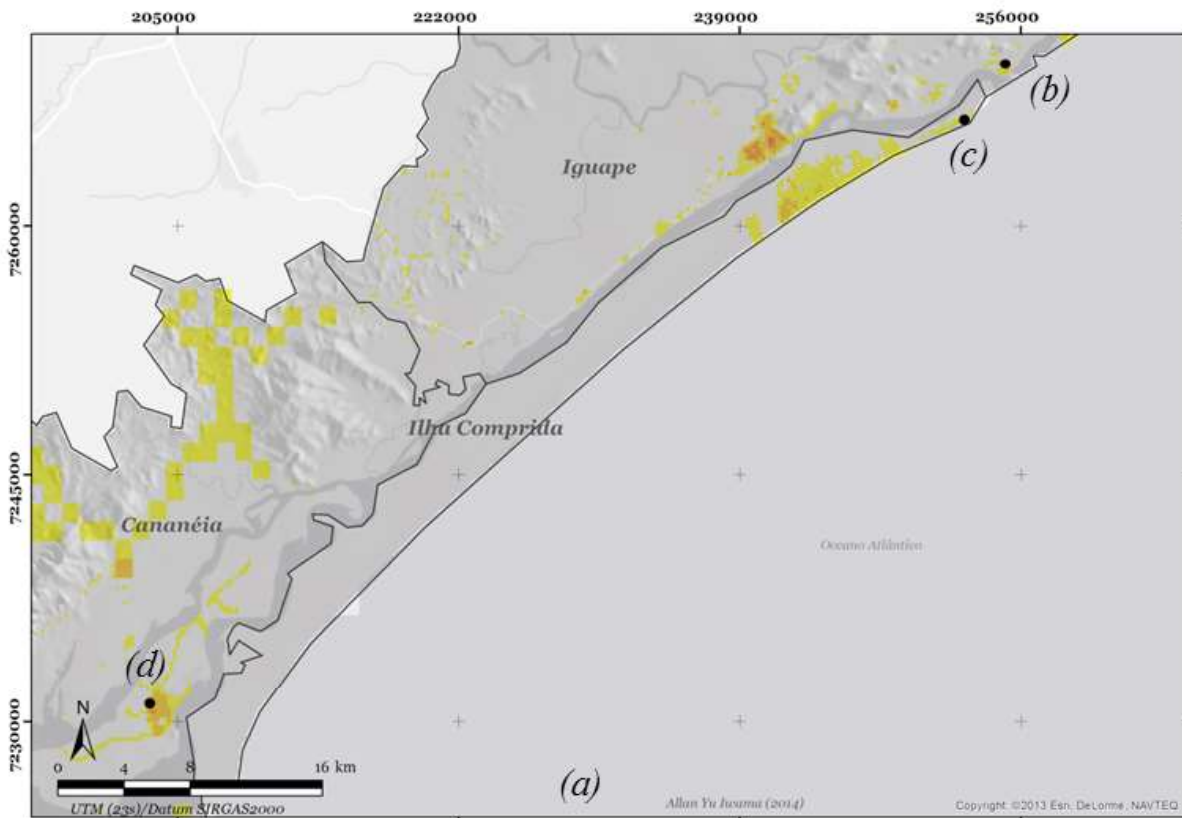 205000 222000 239000 256000
(b)
(c)
Iguape
7260000
Ilha Comprida
7245000
Cananéia
Oceano Atlântico
(d)
N
7230000
0 4 8 16 km
(a)
UTM (23s)/Datum SIRGAS2000
Allan Yu Iwama (2014)
Copyright: ©2013 Esri, DeLorme, NAVTEQ